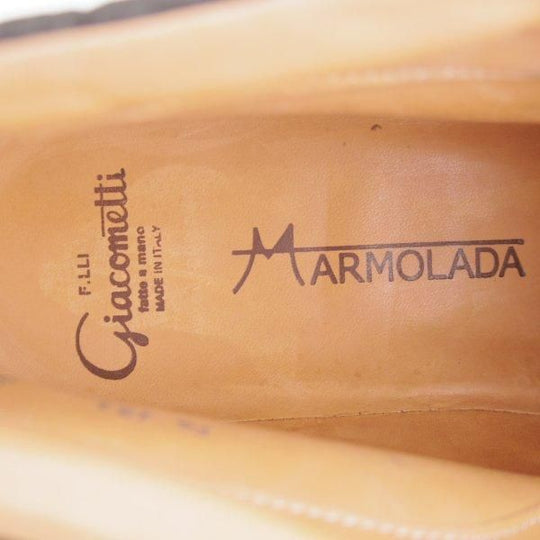 F.LLI
Giacometti
fatte a mano
MADE IN ITALY
MARMOLADA